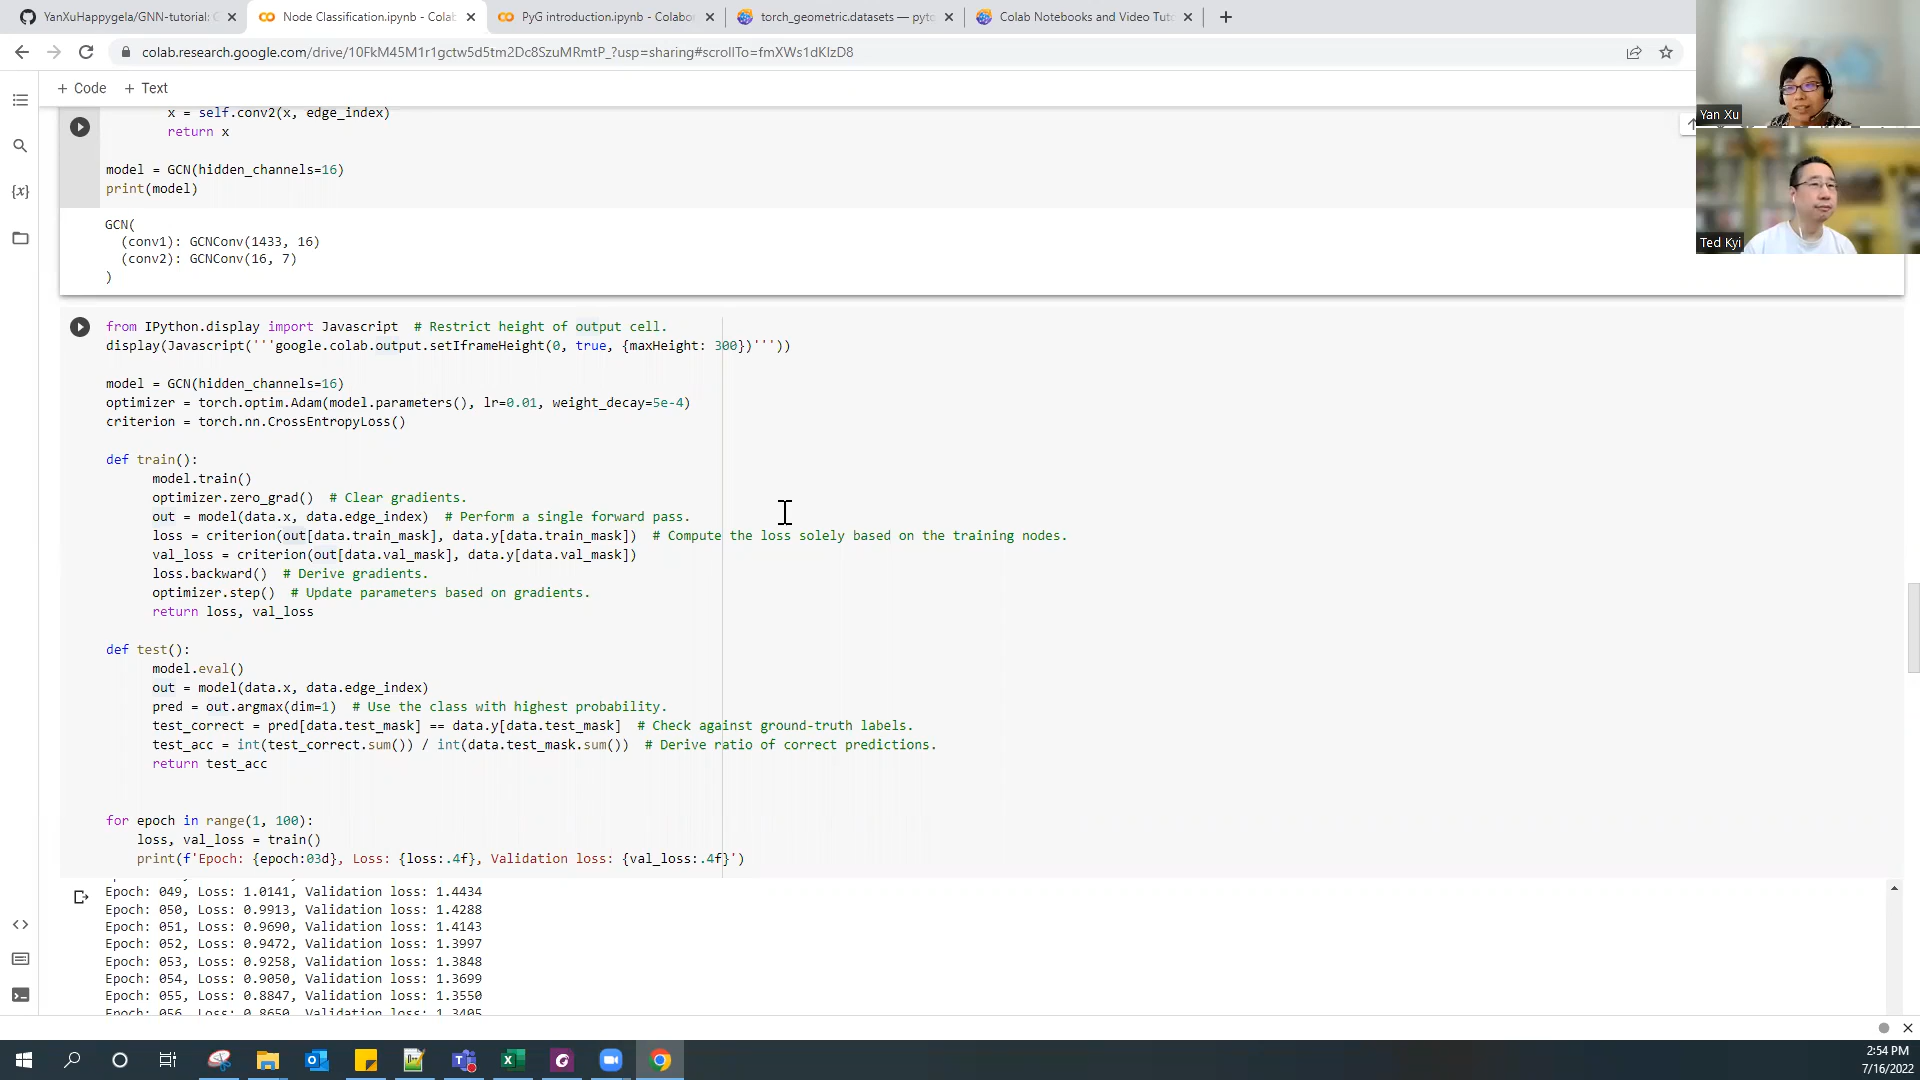 YanXuHappygela/GNN-tutorial: G
Node Classification.ipynb - Colab
PyG introduction.ipynb - Colabor
torch_geometric.datasets — pyto
Colab Notebooks and Video Tut
colab.research.google.com/drive/10FkM45M1r1gctw5d5tm2Dc8SzuMRmtP_?usp=sharing#scrollTo=fmXWs1dKIzD8
+ Code + Text
Yan Xu
Ted Kyi
{x}
x = self.conv2(x, edge_index)
return x
model = GCN(hidden_channels=16)
print(model)
GCN(
(conv1): GCNConv(1433, 16)
(conv2): GCNConv(16, 7)
)
from IPython.display import Javascript # Restrict height of output cell.
display(Javascript('''google.colab.output.setIframeHeight(0, true, {maxHeight: 300})'''))
model = GCN(hidden_channels=16)
optimizer = torch.optim.Adam(model.parameters(), lr=0.01, weight_decay=5e-4)
criterion = torch.nn.CrossEntropyLoss()
def train():
model.train()
optimizer.zero_grad() # Clear gradients.
out = model(data.x, data.edge_index) # Perform a single forward pass.
loss = criterion(out[data.train_mask], data.y[data.train_mask]) # Compute the loss solely based on the training nodes.
val_loss = criterion(out[data.val_mask], data.y[data.val_mask])
loss.backward() # Derive gradients.
optimizer.step() # Update parameters based on gradients.
return loss, val_loss
def test():
model.eval()
out = model(data.x, data.edge_index)
pred = out.argmax(dim=1) # Use the class with highest probability.
test_correct = pred[data.test_mask] == data.y[data.test_mask] # Check against ground-truth labels.
test_acc = int(test_correct.sum()) / int(data.test_mask.sum()) # Derive ratio of correct predictions.
return test_acc
for epoch in range(1, 100):
loss, val_loss = train()
print(f'Epoch: {epoch:03d}, Loss: {loss:.4f}, Validation loss: {val_loss:.4f}')
Epoch: 049, Loss: 1.0141, Validation loss: 1.4434
Epoch: 050, Loss: 0.9913, Validation loss: 1.4288
Epoch: 051, Loss: 0.9690, Validation loss: 1.4143
Epoch: 052, Loss: 0.9472, Validation loss: 1.3997
Epoch: 053, Loss: 0.9258, Validation loss: 1.3848
Epoch: 054, Loss: 0.9050, Validation loss: 1.3699
Epoch: 055, Loss: 0.8847, Validation loss: 1.3550
Epoch: 056, Loss: 0.8650, Validation loss: 1.3405
2:54 PM
7/16/2022